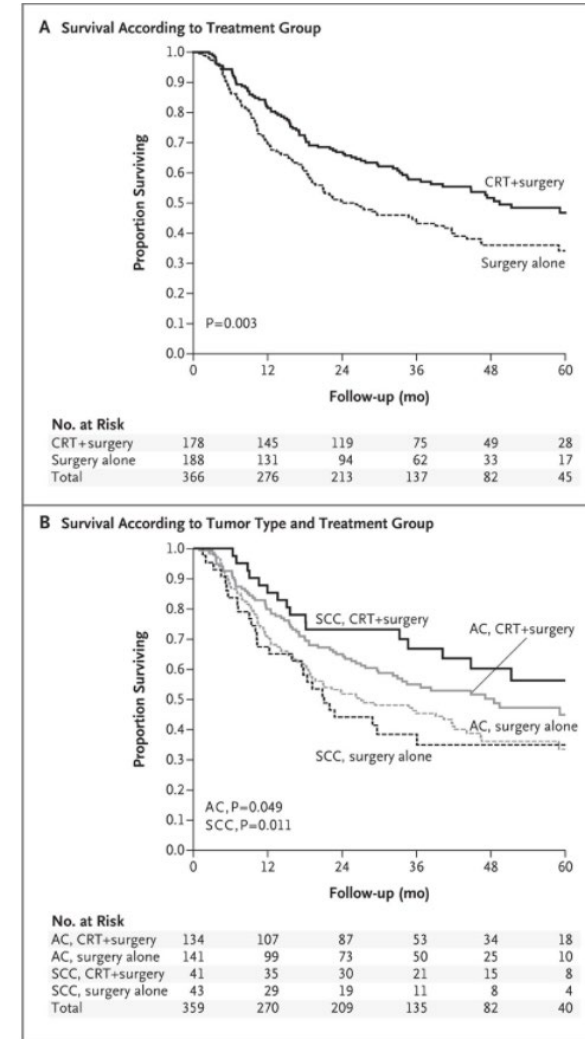 A Survival According to Treatment Group
1.0
0.9
0.8
0.7
0.6
0.5
0.4
0.3
0.2
0.1
0.0
Proportion Surviving
CRT+surgery
Surgery alone
P=0.003
0 12 24 36 48 60
Follow-up (mo)
No. at Risk
CRT+surgery 178 145 119 75 49 28
Surgery alone 188 131 94 62 33 17
Total 366 276 213 137 82 45
B Survival According to Tumor Type and Treatment Group
1.0
0.9
0.8
0.7
0.6
0.5
0.4
0.3
0.2
0.1
0.0
Proportion Surviving
SCC, CRT+surgery
AC, CRT+surgery
AC, surgery alone
SCC, surgery alone
AC, P=0.049
SCC, P=0.011
0 12 24 36 48 60
Follow-up (mo)
No. at Risk
AC, CRT+surgery 134 107 87 53 34 18
AC, surgery alone 141 99 73 50 25 10
SCC, CRT+surgery 41 35 30 21 15 8
SCC, surgery alone 43 29 19 11 8 4
Total 359 270 209 135 82 40